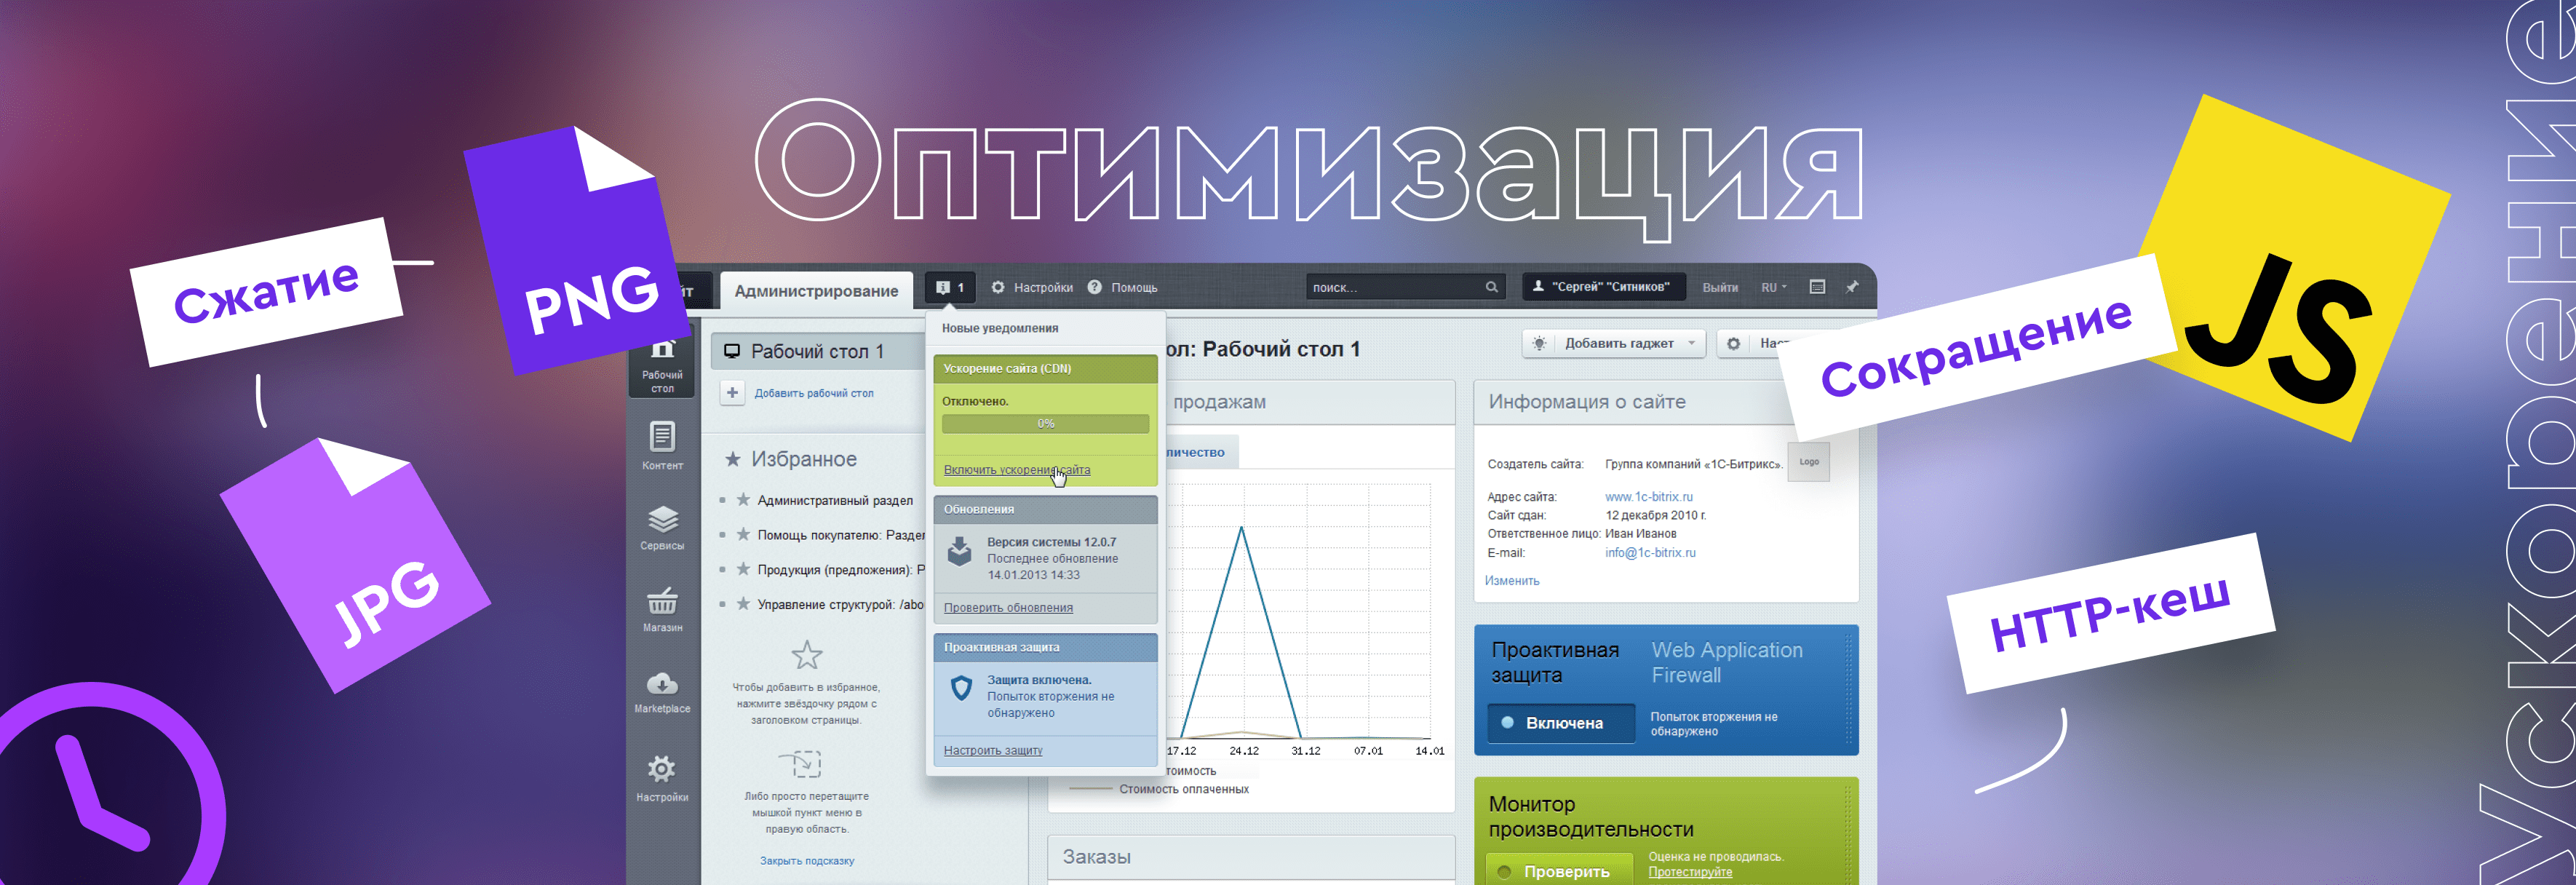 Оптимизация
Ускорение
Сжатие
PNG
JPG
JS
Сокращение
HTTP-кеш
йт
Администрирование
1
Настройки
Помощь
поиск...
"Сергей" "Ситников"
Выйти
RU
Рабочий
стол
Контент
Сервисы
Магазин
Marketplace
Настройки
Рабочий стол 1
Добавить рабочий стол
Избранное
Административный раздел
Помощь покупателю: Раздел
Продукция (предложения): Р
Управление структурой: /abo
Чтобы добавить в избранное,
нажмите звёздочку рядом с
заголовком страницы.
Либо просто перетащите
мышкой пункт меню в
правую область.
Закрыть подсказку
Новые уведомления
Ускорение сайта (CDN)
Отключено.
0%
Включить ускорение сайта
Обновления
Версия системы 12.0.7
Последнее обновление
14.01.2013 14:33
Проверить обновления
Проактивная защита
Защита включена.
Попыток вторжения не
обнаружено
Настроить защиту
ол: Рабочий стол 1
Добавить гаджет
Наст
продажам
личество
17.12 24.12 31.12 07.01 14.01
тоимость
Стоимость оплаченных
Заказы
Информация о сайте
Создатель сайта: Группа компаний «1С-Битрикс».
Logo
Адрес сайта: www.1c-bitrix.ru
Сайт сдан: 12 декабря 2010 г.
Ответственное лицо: Иван Иванов
E-mail: info@1c-bitrix.ru
Изменить
Проактивная
защита
Web Application
Firewall
Включена
Попыток вторжения не
обнаружено
Монитор
производительности
Проверить
Оценка не проводилась.
Протестируйте